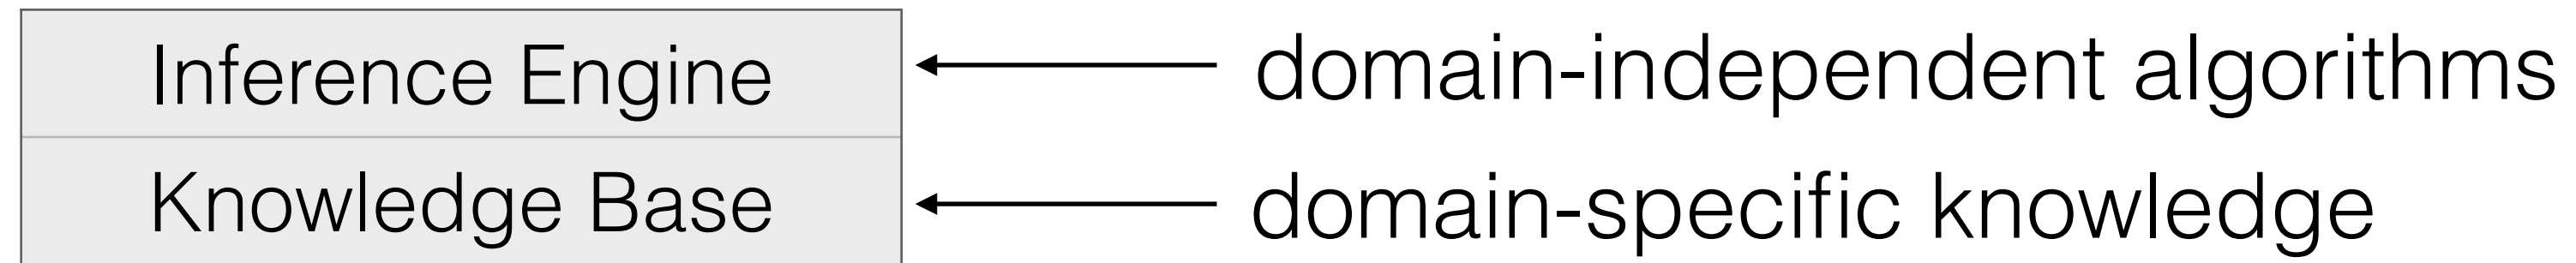 Inference Engine domain-independent algorithms
Knowledge Base domain-specific knowledge